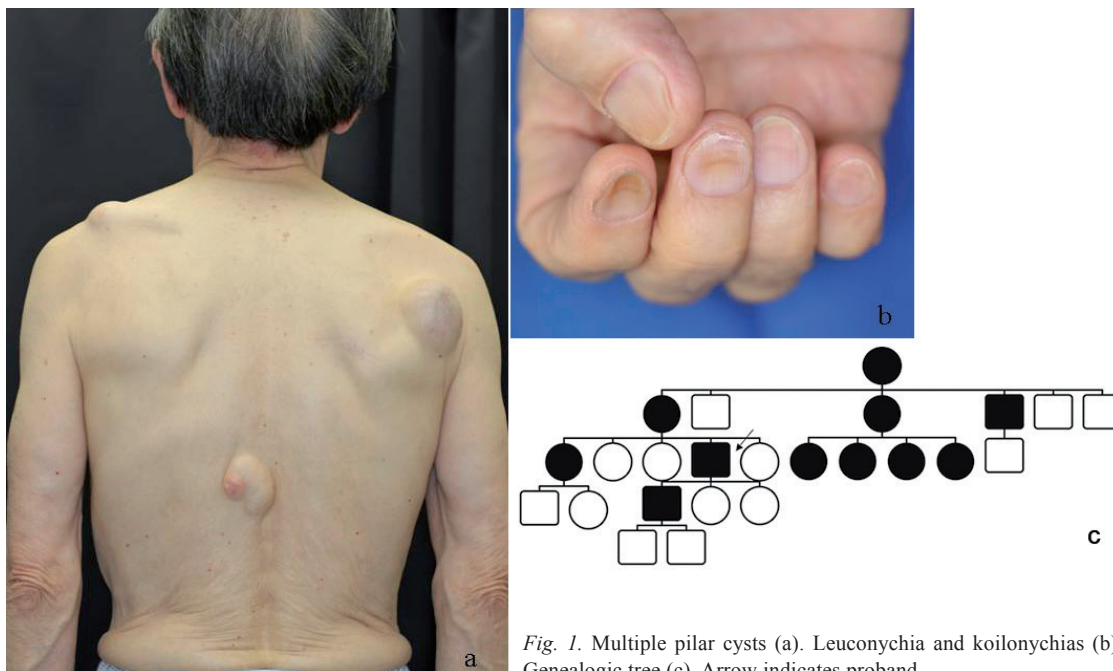 a
b
c
Fig. 1. Multiple pilar cysts (a). Leuconychia and koilonychias (b)
Genealogic tree (c). Arrow indicates proband